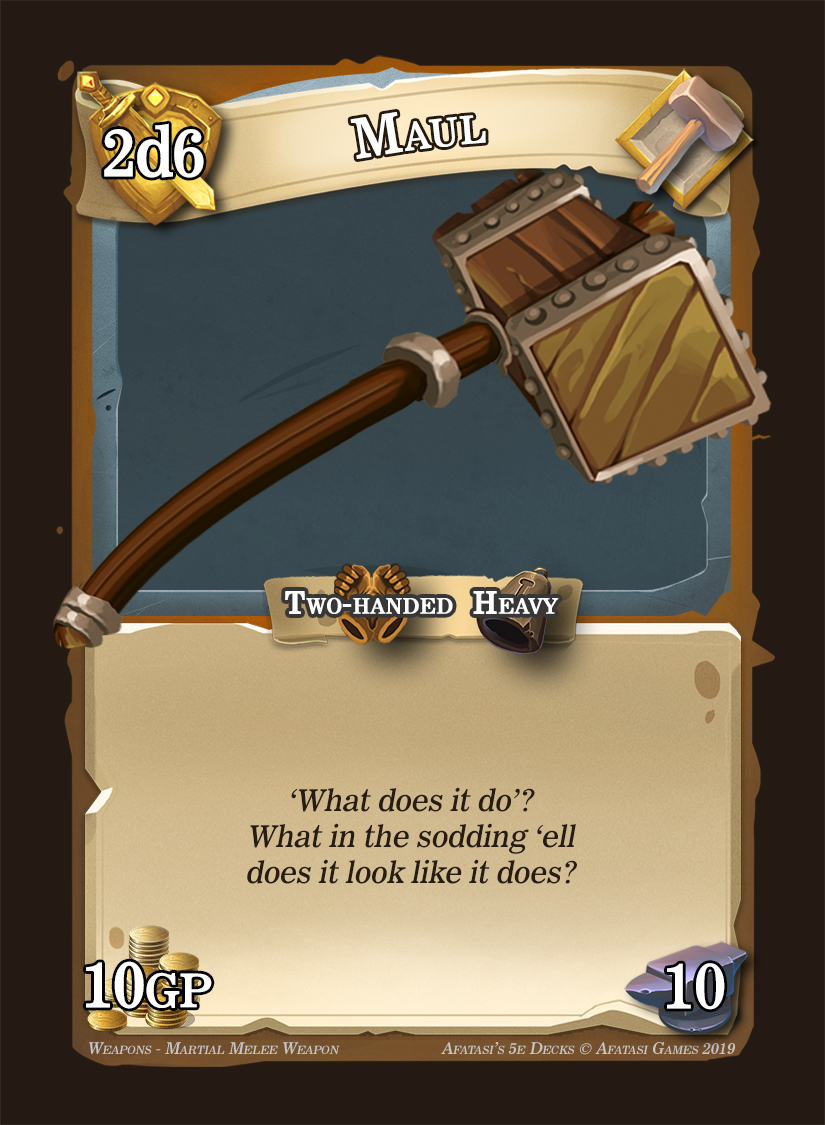 2d6
Maul
Two-handed Heavy
‘What does it do’?
What in the sodding ‘ell
does it look like it does?
10GP
10
Weapons - Martial Melee Weapon
Afatasi's 5e Decks © Afatasi Games 2019